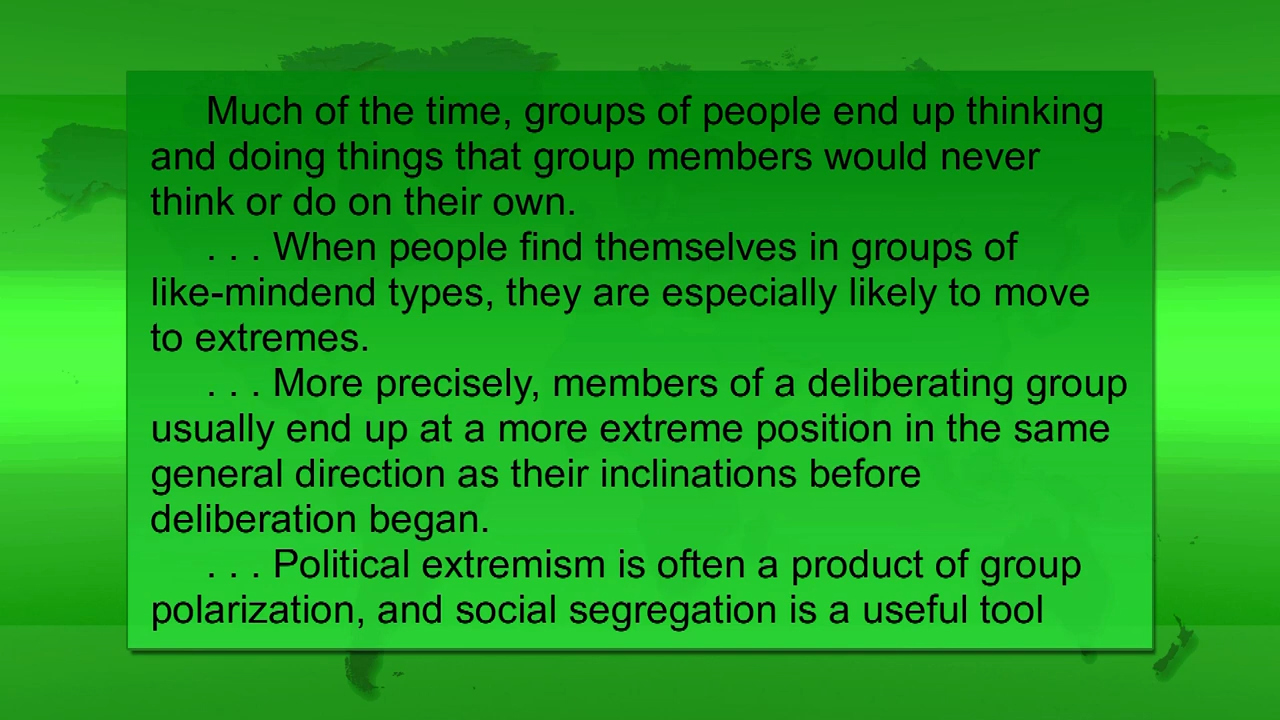 Much of the time, groups of people end up thinking
and doing things that group members would never
think or do on their own.
. . . When people find themselves in groups of
like-mindend types, they are especially likely to move
to extremes.
. . . More precisely, members of a deliberating group
usually end up at a more extreme position in the same
general direction as their inclinations before
deliberation began.
. . . Political extremism is often a product of group
polarization, and social segregation is a useful tool